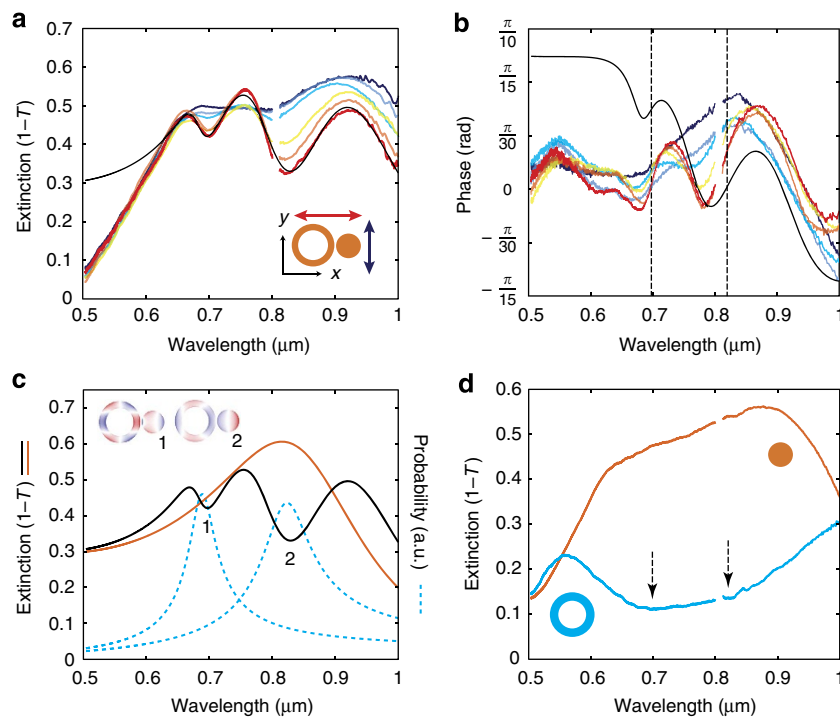 a
0.7
0.6
0.5
0.4
0.3
0.2
0.1
0
Extinction (1–T)
y
x
0.5 0.6 0.7 0.8 0.9 1
Wavelength (μm)
b
π/10
π/15
π/30
0
– π/30
– π/15
Phase (rad)
0.5 0.6 0.7 0.8 0.9 1
Wavelength (μm)
c
0.7
0.6
0.5
0.4
0.3
0.2
0.1
0
Extinction (1–T)
Probability (a.u.)
1 2
1
2
0.5 0.6 0.7 0.8 0.9 1
Wavelength (μm)
d
0.6
0.5
0.4
0.3
0.2
0.1
0
Extinction (1–T)
0.5 0.6 0.7 0.8 0.9 1
Wavelength (μm)